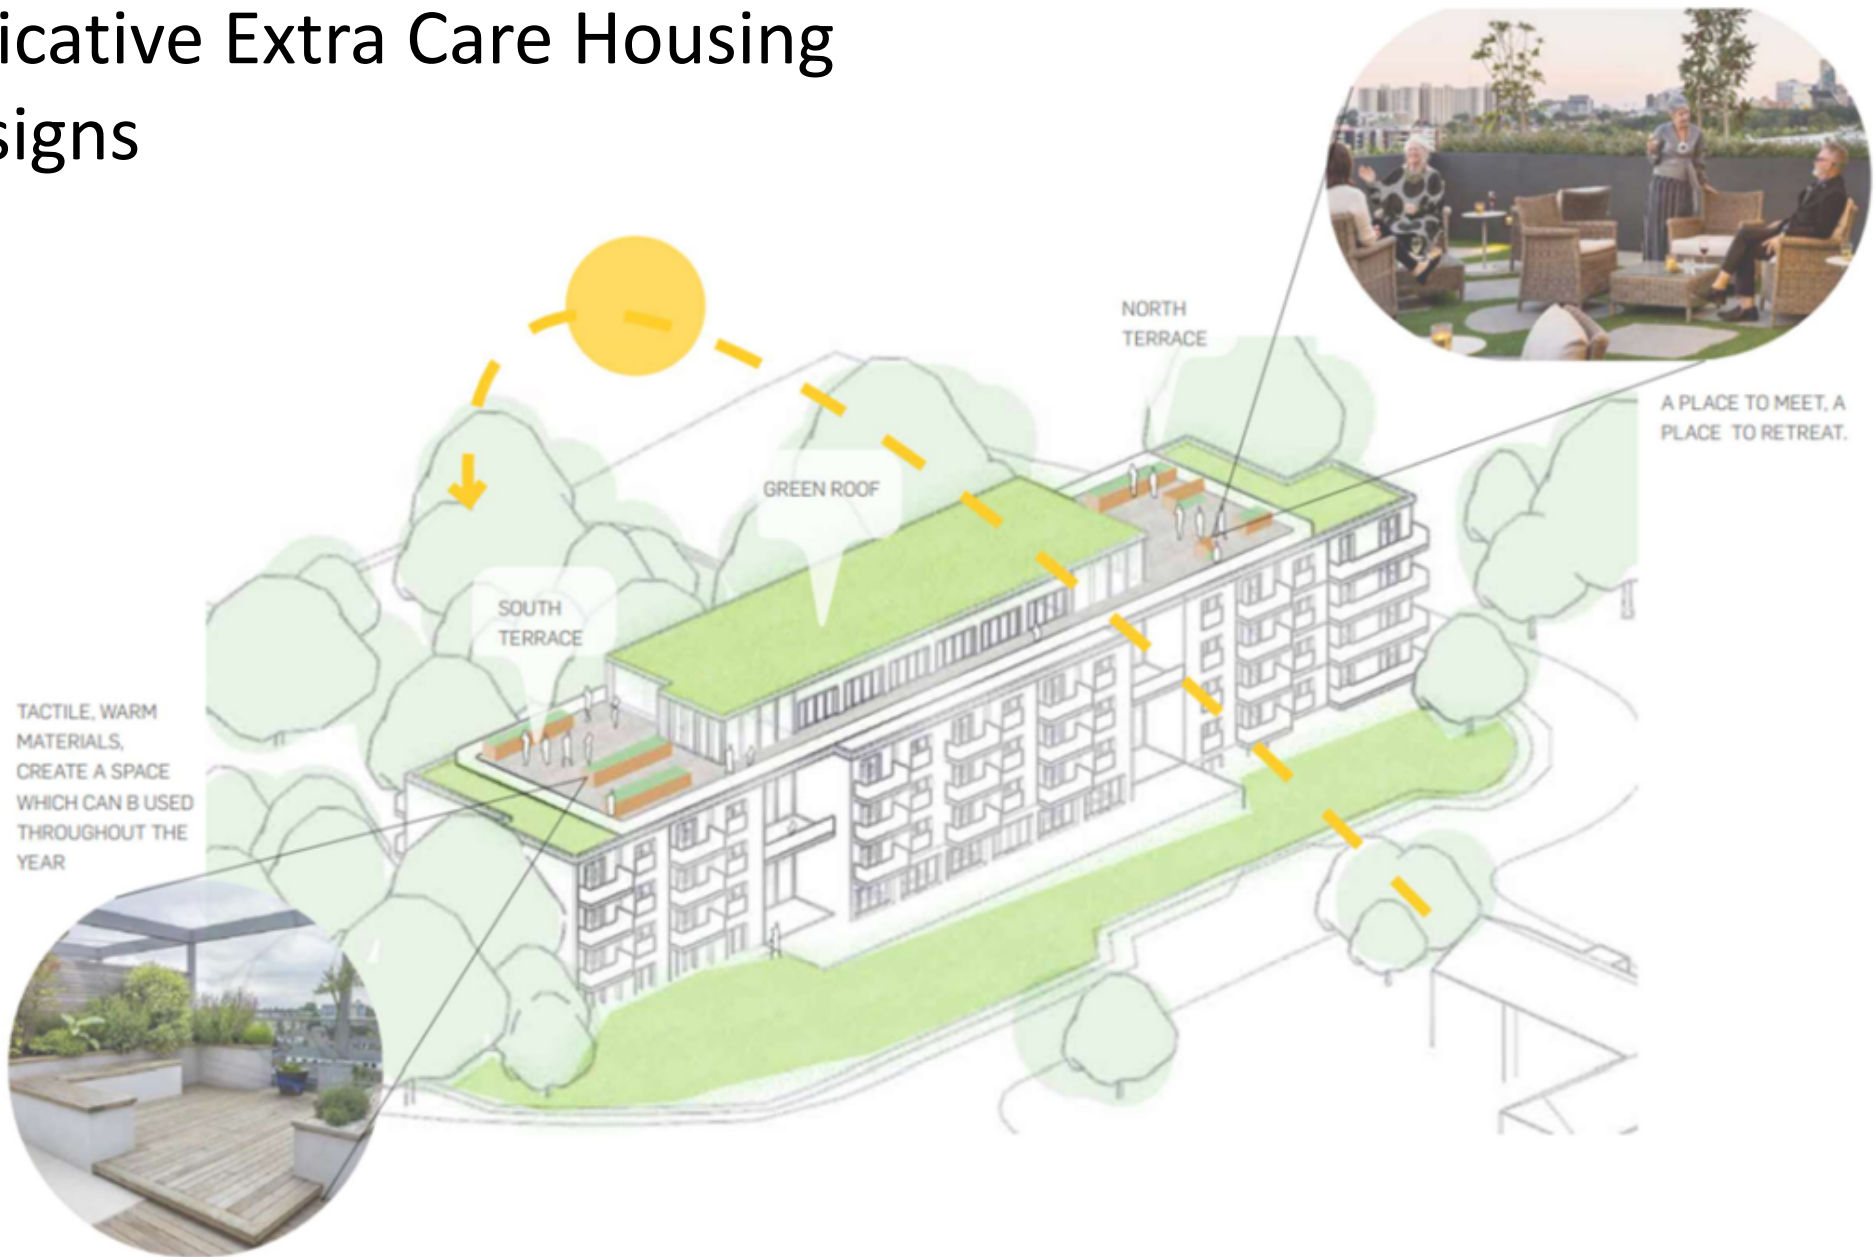 icative Extra Care Housing
signs
NORTH
TERRACE
A PLACE TO MEET, A
PLACE TO RETREAT.
GREEN ROOF
SOUTH
TERRACE
TACTILE, WARM
MATERIALS,
CREATE A SPACE
WHICH CAN B USED
THROUGHOUT THE
YEAR